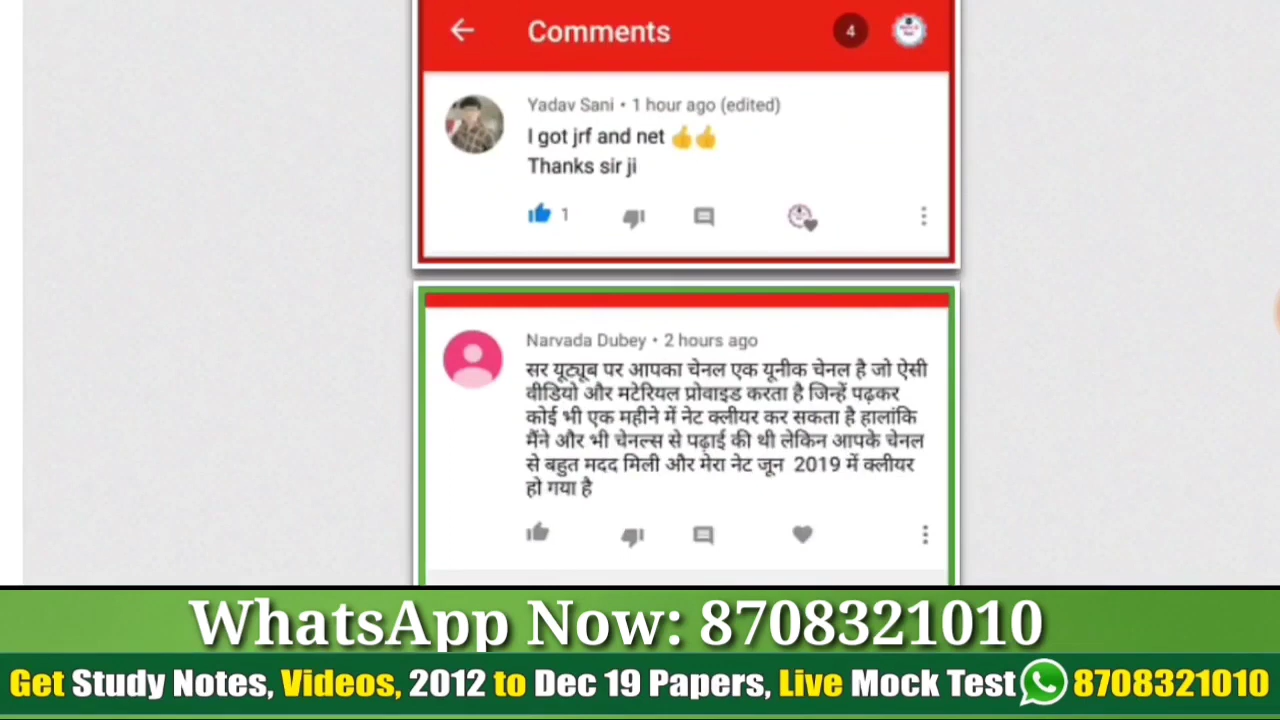 Comments
4
Yadav Sani • 1 hour ago (edited)
I got jrf and net 👍👍
Thanks sir ji
1
Narvada Dubey • 2 hours ago
सर यूट्यूब पर आपका चेनल एक यूनीक चेनल है जो ऐसी
वीडियो और मटेरियल प्रोवाइड करता है जिन्हें पढ़कर
कोई भी एक महीने में नेट क्लीयर कर सकता है हालांकि
मैंने और भी चेनल्स से पढ़ाई की थी लेकिन आपके चेनल
से बहुत मदद मिली और मेरा नेट जून 2019 में क्लीयर
हो गया है
WhatsApp Now: 8708321010
Get Study Notes, Videos, 2012 to Dec 19 Papers, Live Mock Test 8708321010